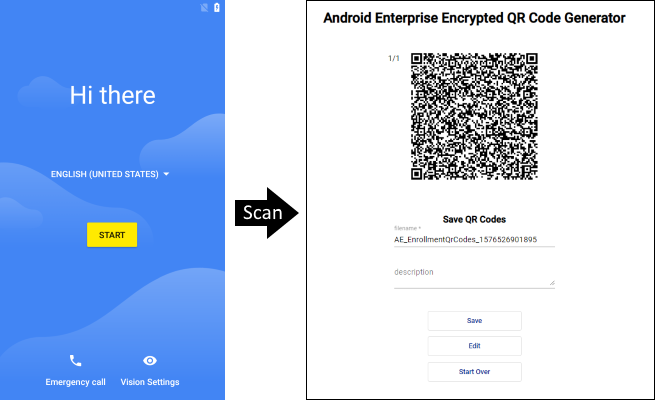 Hi there
ENGLISH (UNITED STATES)
START
Emergency call
Vision Settings
Scan
Android Enterprise Encrypted QR Code Generator
1/1
Save QR Codes
filename *
AE_EnrollmentQrCodes_1576526901895
description
Save
Edit
Start Over